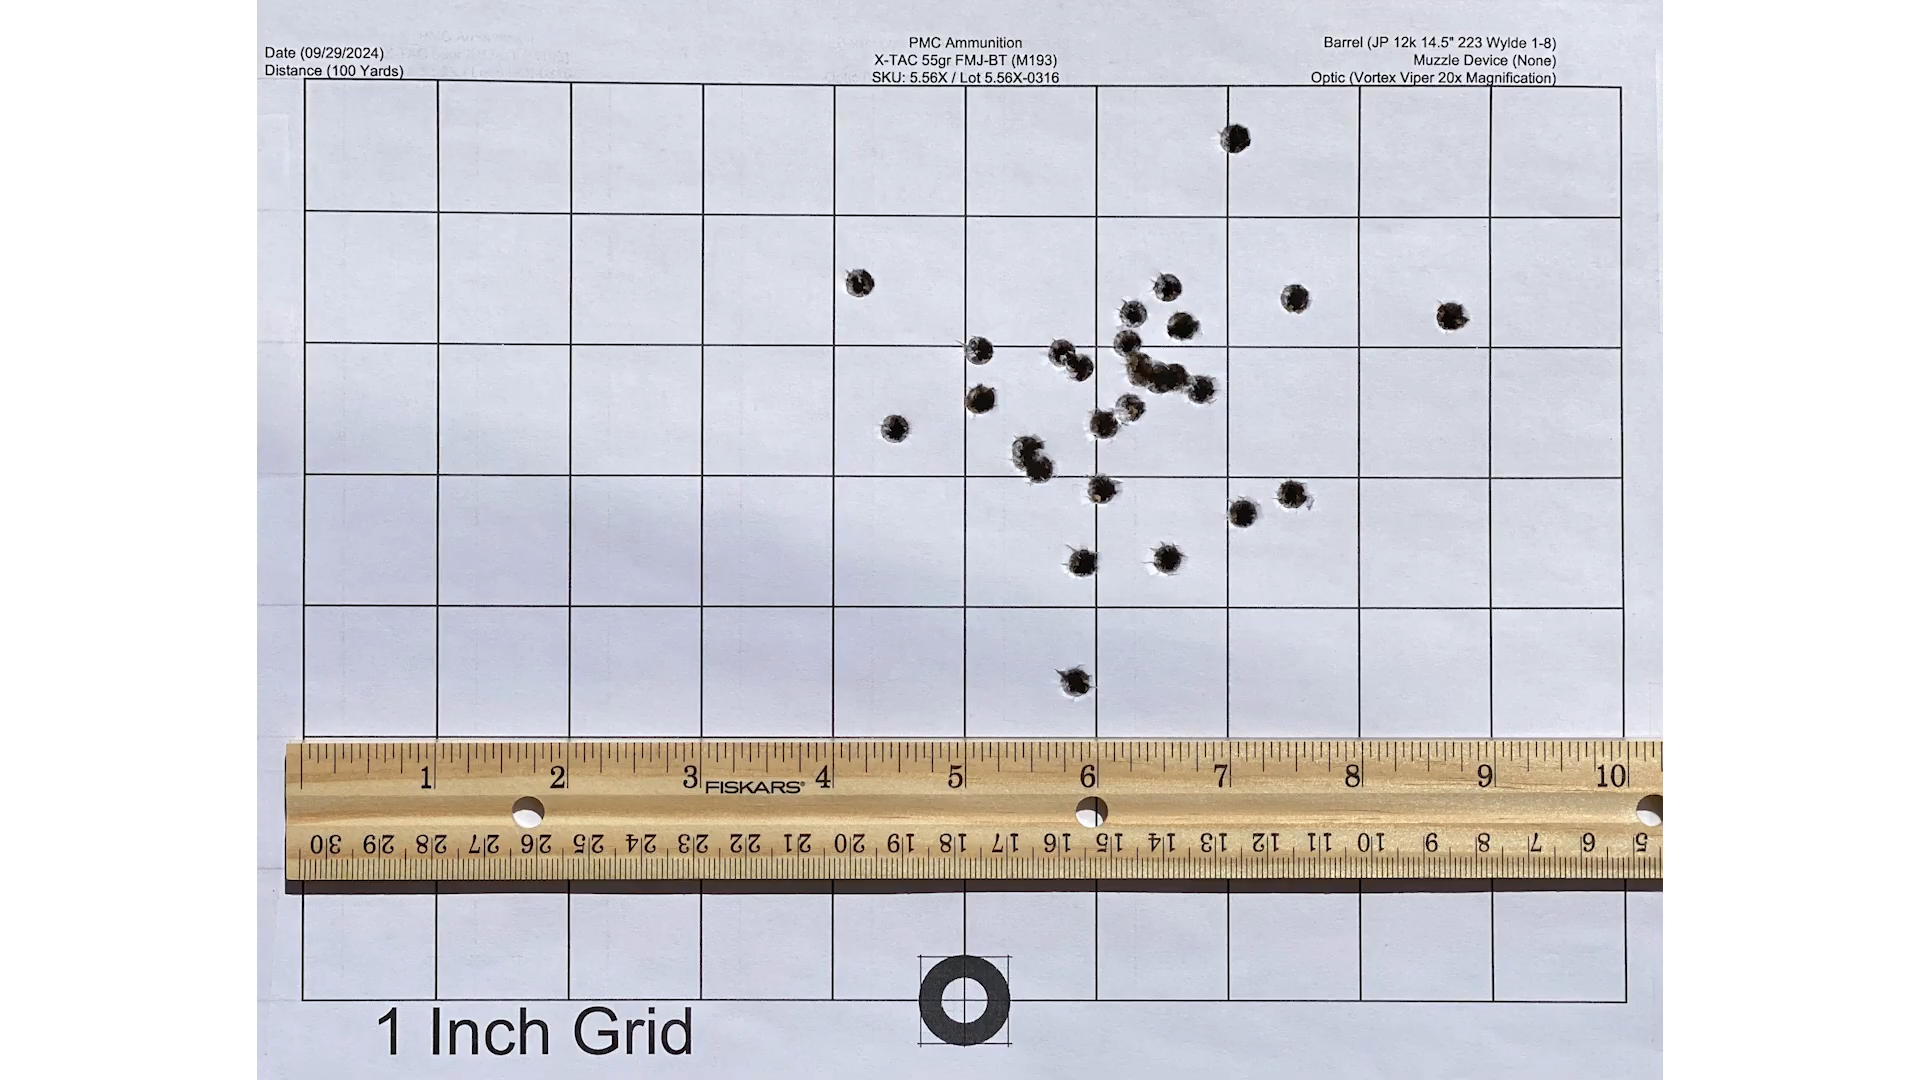 Date (09/29/2024)
Distance (100 Yards)
PMC Ammunition
X-TAC 55gr FMJ-BT (M193)
SKU: 5.56X / Lot 5.56X-0316
Barrel (JP 12k 14.5" 223 Wylde 1-8)
Muzzle Device (None)
Optic (Vortex Viper 20x Magnification)
1 2 3 FISKARS® 4 5 6 7 8 9 10
30 29 28 27 26 25 24 23 22 21 20 19 18 17 16 15 14 13 12 11 10 9 8 7 6 5
1 Inch Grid